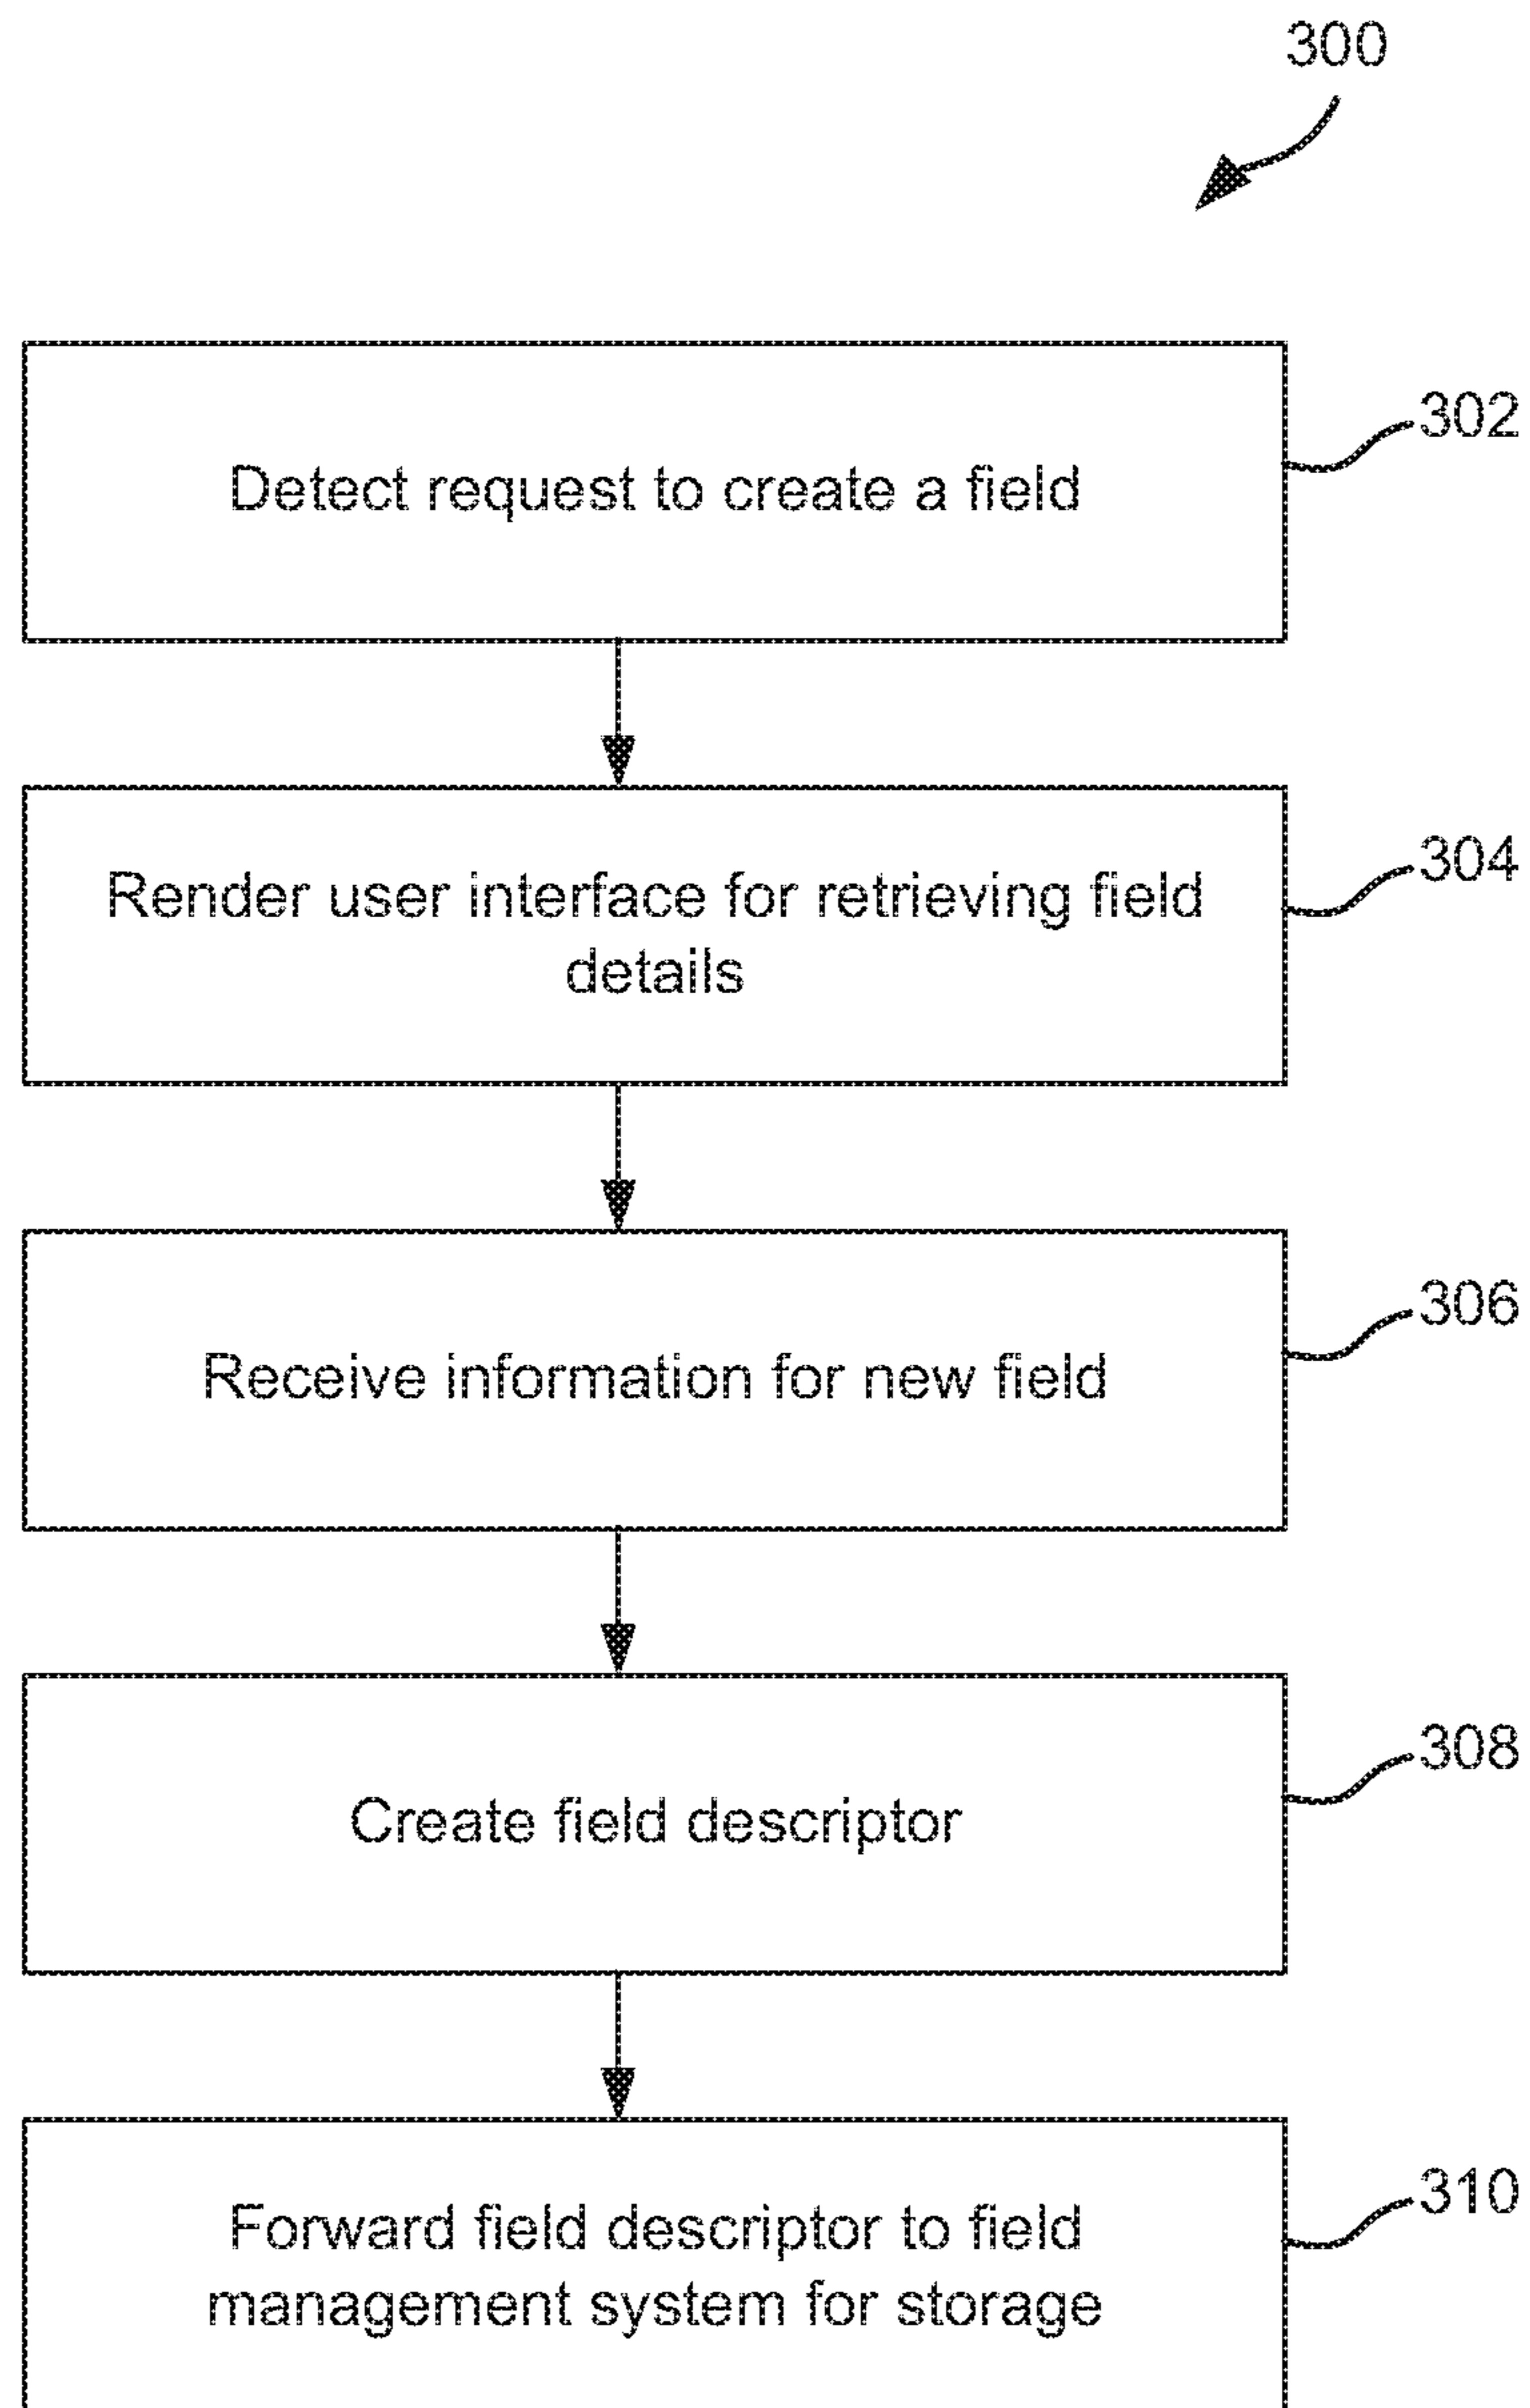 300
Detect request to create a field
302
Render user interface for retrieving field
details
304
Receive information for new field
306
Create field descriptor
308
Forward field descriptor to field
management system for storage
310